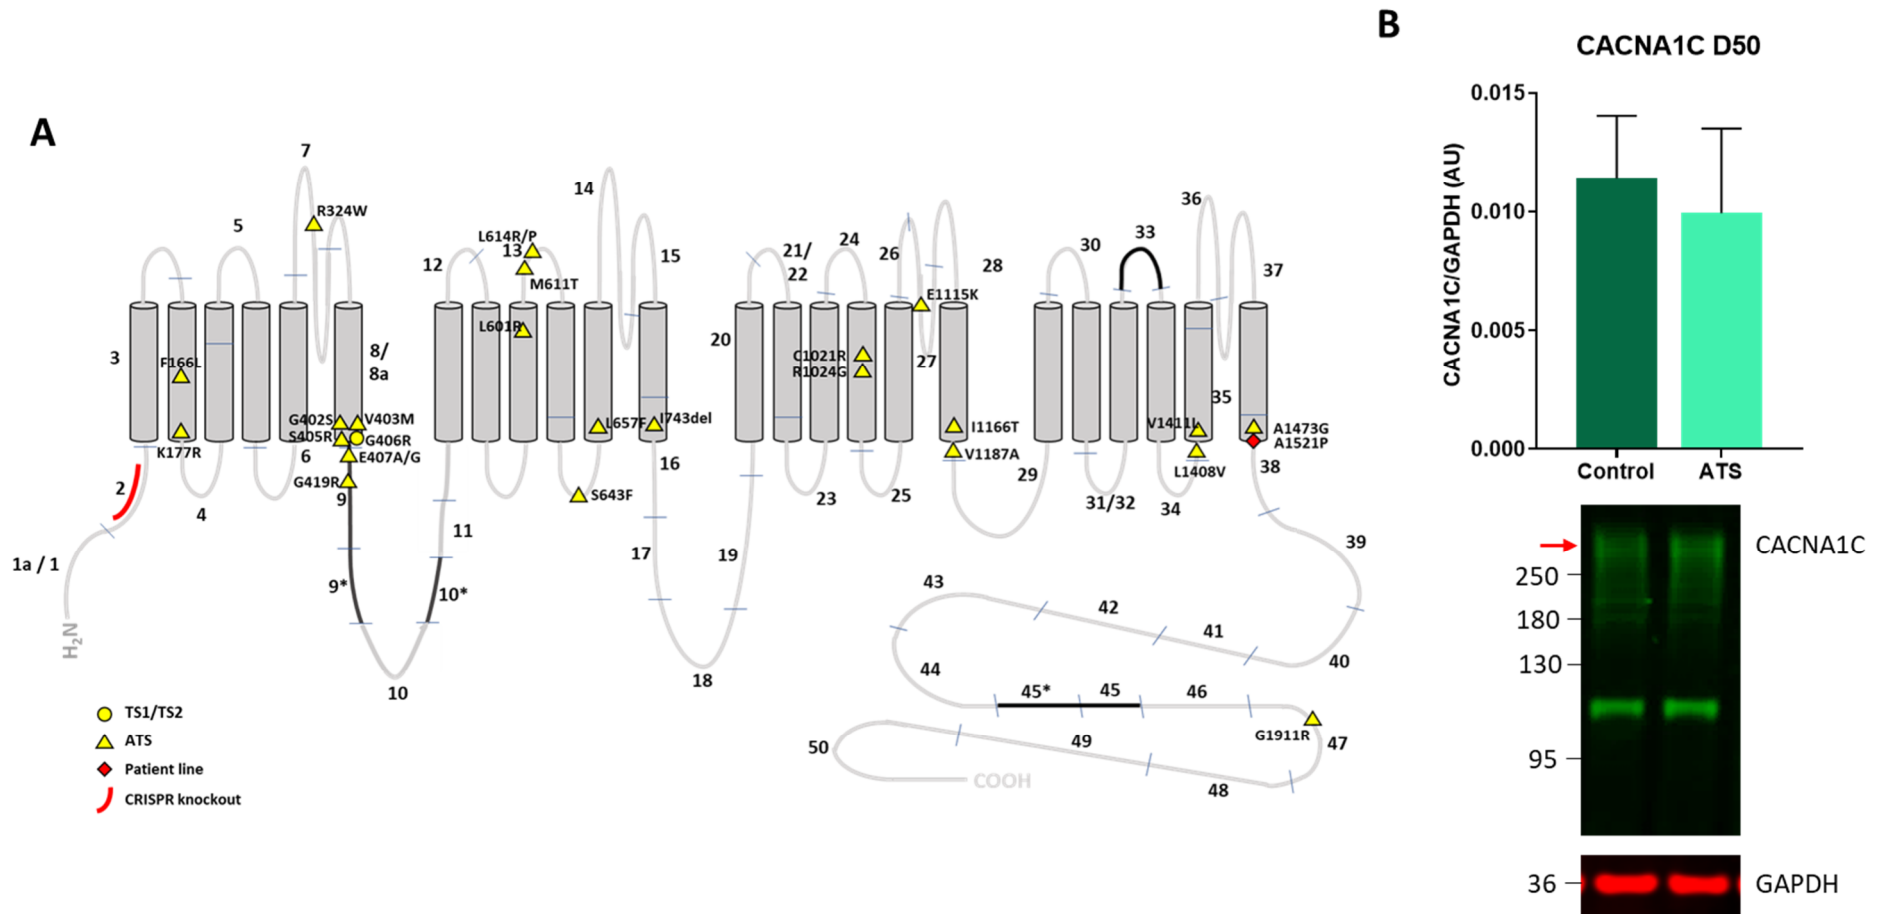 A
7
R324W
5
3
F166L
K177R
2
4
1a / 1
H2N
8/
8a
G402S
V403M
S405R
G406R
6
E407A/G
G419R
9
9*
10
10*
11
12
L614R/P
13
M611T
L601R
14
15
L657F
I743del
S643F
16
17
18
19
20
21/
22
24
26
28
E1115K
C1021R
R1024G
27
I1166T
V1187A
23
25
29
30
33
36
37
35
V1411L
A1473G
A1521P
L1408V
38
31/32
34
39
43
42
41
40
44
45*
45
46
G1911R
47
50
49
48
COOH
TS1/TS2
ATS
Patient line
CRISPR knockout
B
CACNA1C D50
CACNA1C/GAPDH (AU)
0.015
0.010
0.005
0.000
Control
ATS
CACNA1C
250
180
130
95
36
GAPDH